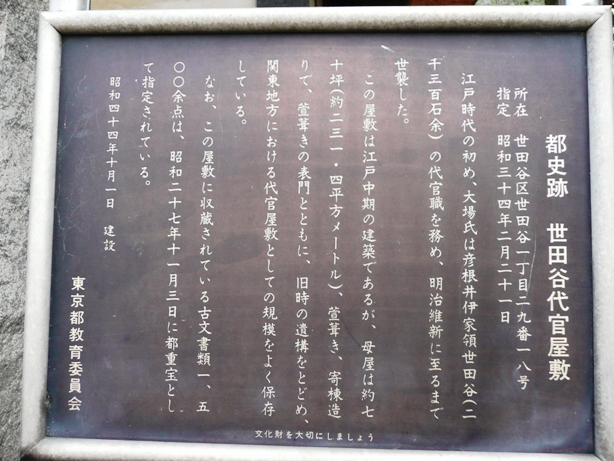 都史跡　世田谷代官屋敷
所在　世田谷区世田谷一丁目二九番一八号
指定　昭和三十四年二月二十一日
江戸時代の初め、大場氏は彦根井伊家領世田谷（二
千三百石余）の代官職を務め、明治維新に至るまで
世襲した。
この屋敷は江戸中期の建築であるが、母屋は約七
十坪（約二三一・四平方メートル）、萱葺き、寄棟造
りで、萱葺きの表門とともに、旧時の遺構をとどめ、
関東地方における代官屋敷としての規模をよく保存
している。
なお、この屋敷に収蔵されている古文書類一、五
〇〇余点は、昭和二十七年十一月三日に都重宝とし
て指定されている。
昭和四十四年十月一日　建設
東京都教育委員会
文化財を大切にしましょう